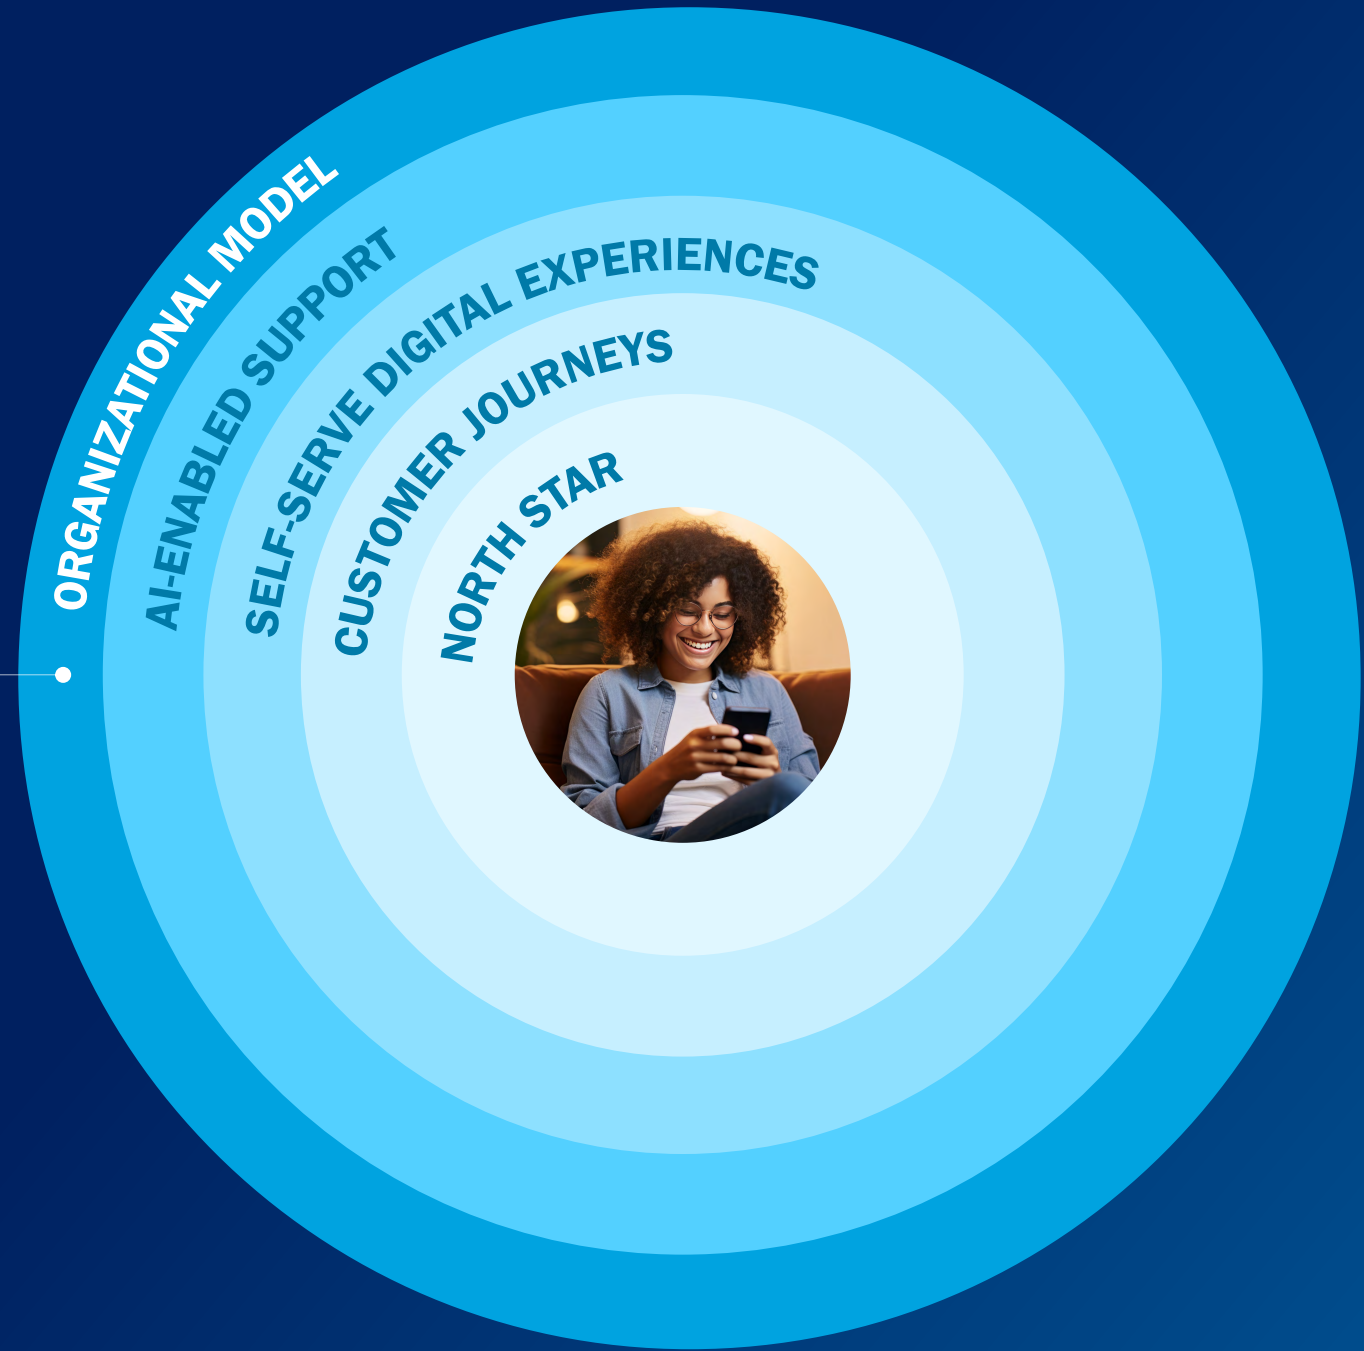 ORGANIZATIONAL MODEL
AI-ENABLED SUPPORT
SELF-SERVE DIGITAL EXPERIENCES
CUSTOMER JOURNEYS
NORTH STAR